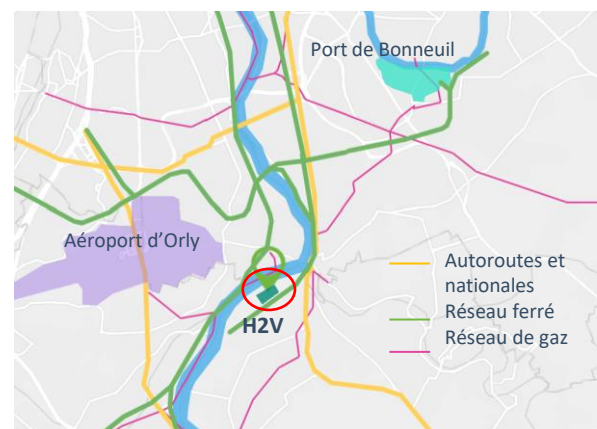 Port de Bonneuil
Aéroport d'Orly
H2V
Autoroutes et
nationales
Réseau ferré
Réseau de gaz